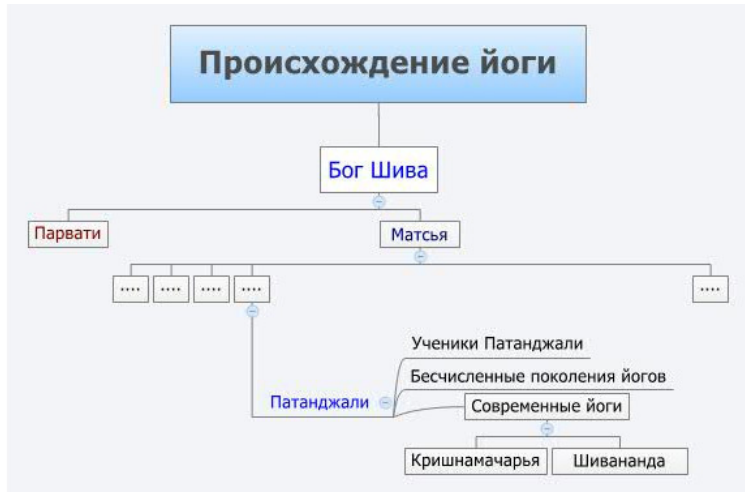 Происхождение йоги
Бог Шива
Парвати
Матсья
....
....
....
....
....
Ученики Патанджали
Бесчисленные поколения йогов
Патанджали
Современные йоги
Кришнамачарья
Шивананда